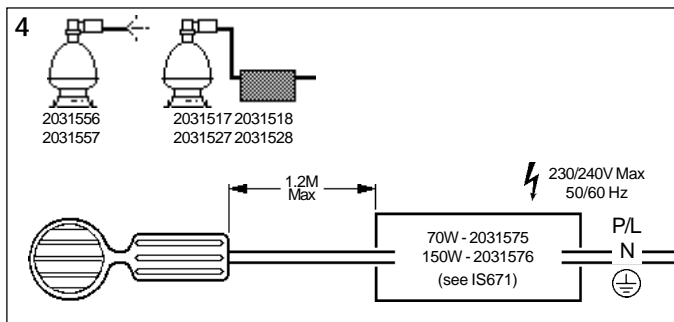 4
2031556
2031557
2031517 2031518
2031527 2031528
1.2M
Max
230/240V Max
50/60 Hz
70W - 2031575
150W - 2031576
(see IS671)
P/L
N